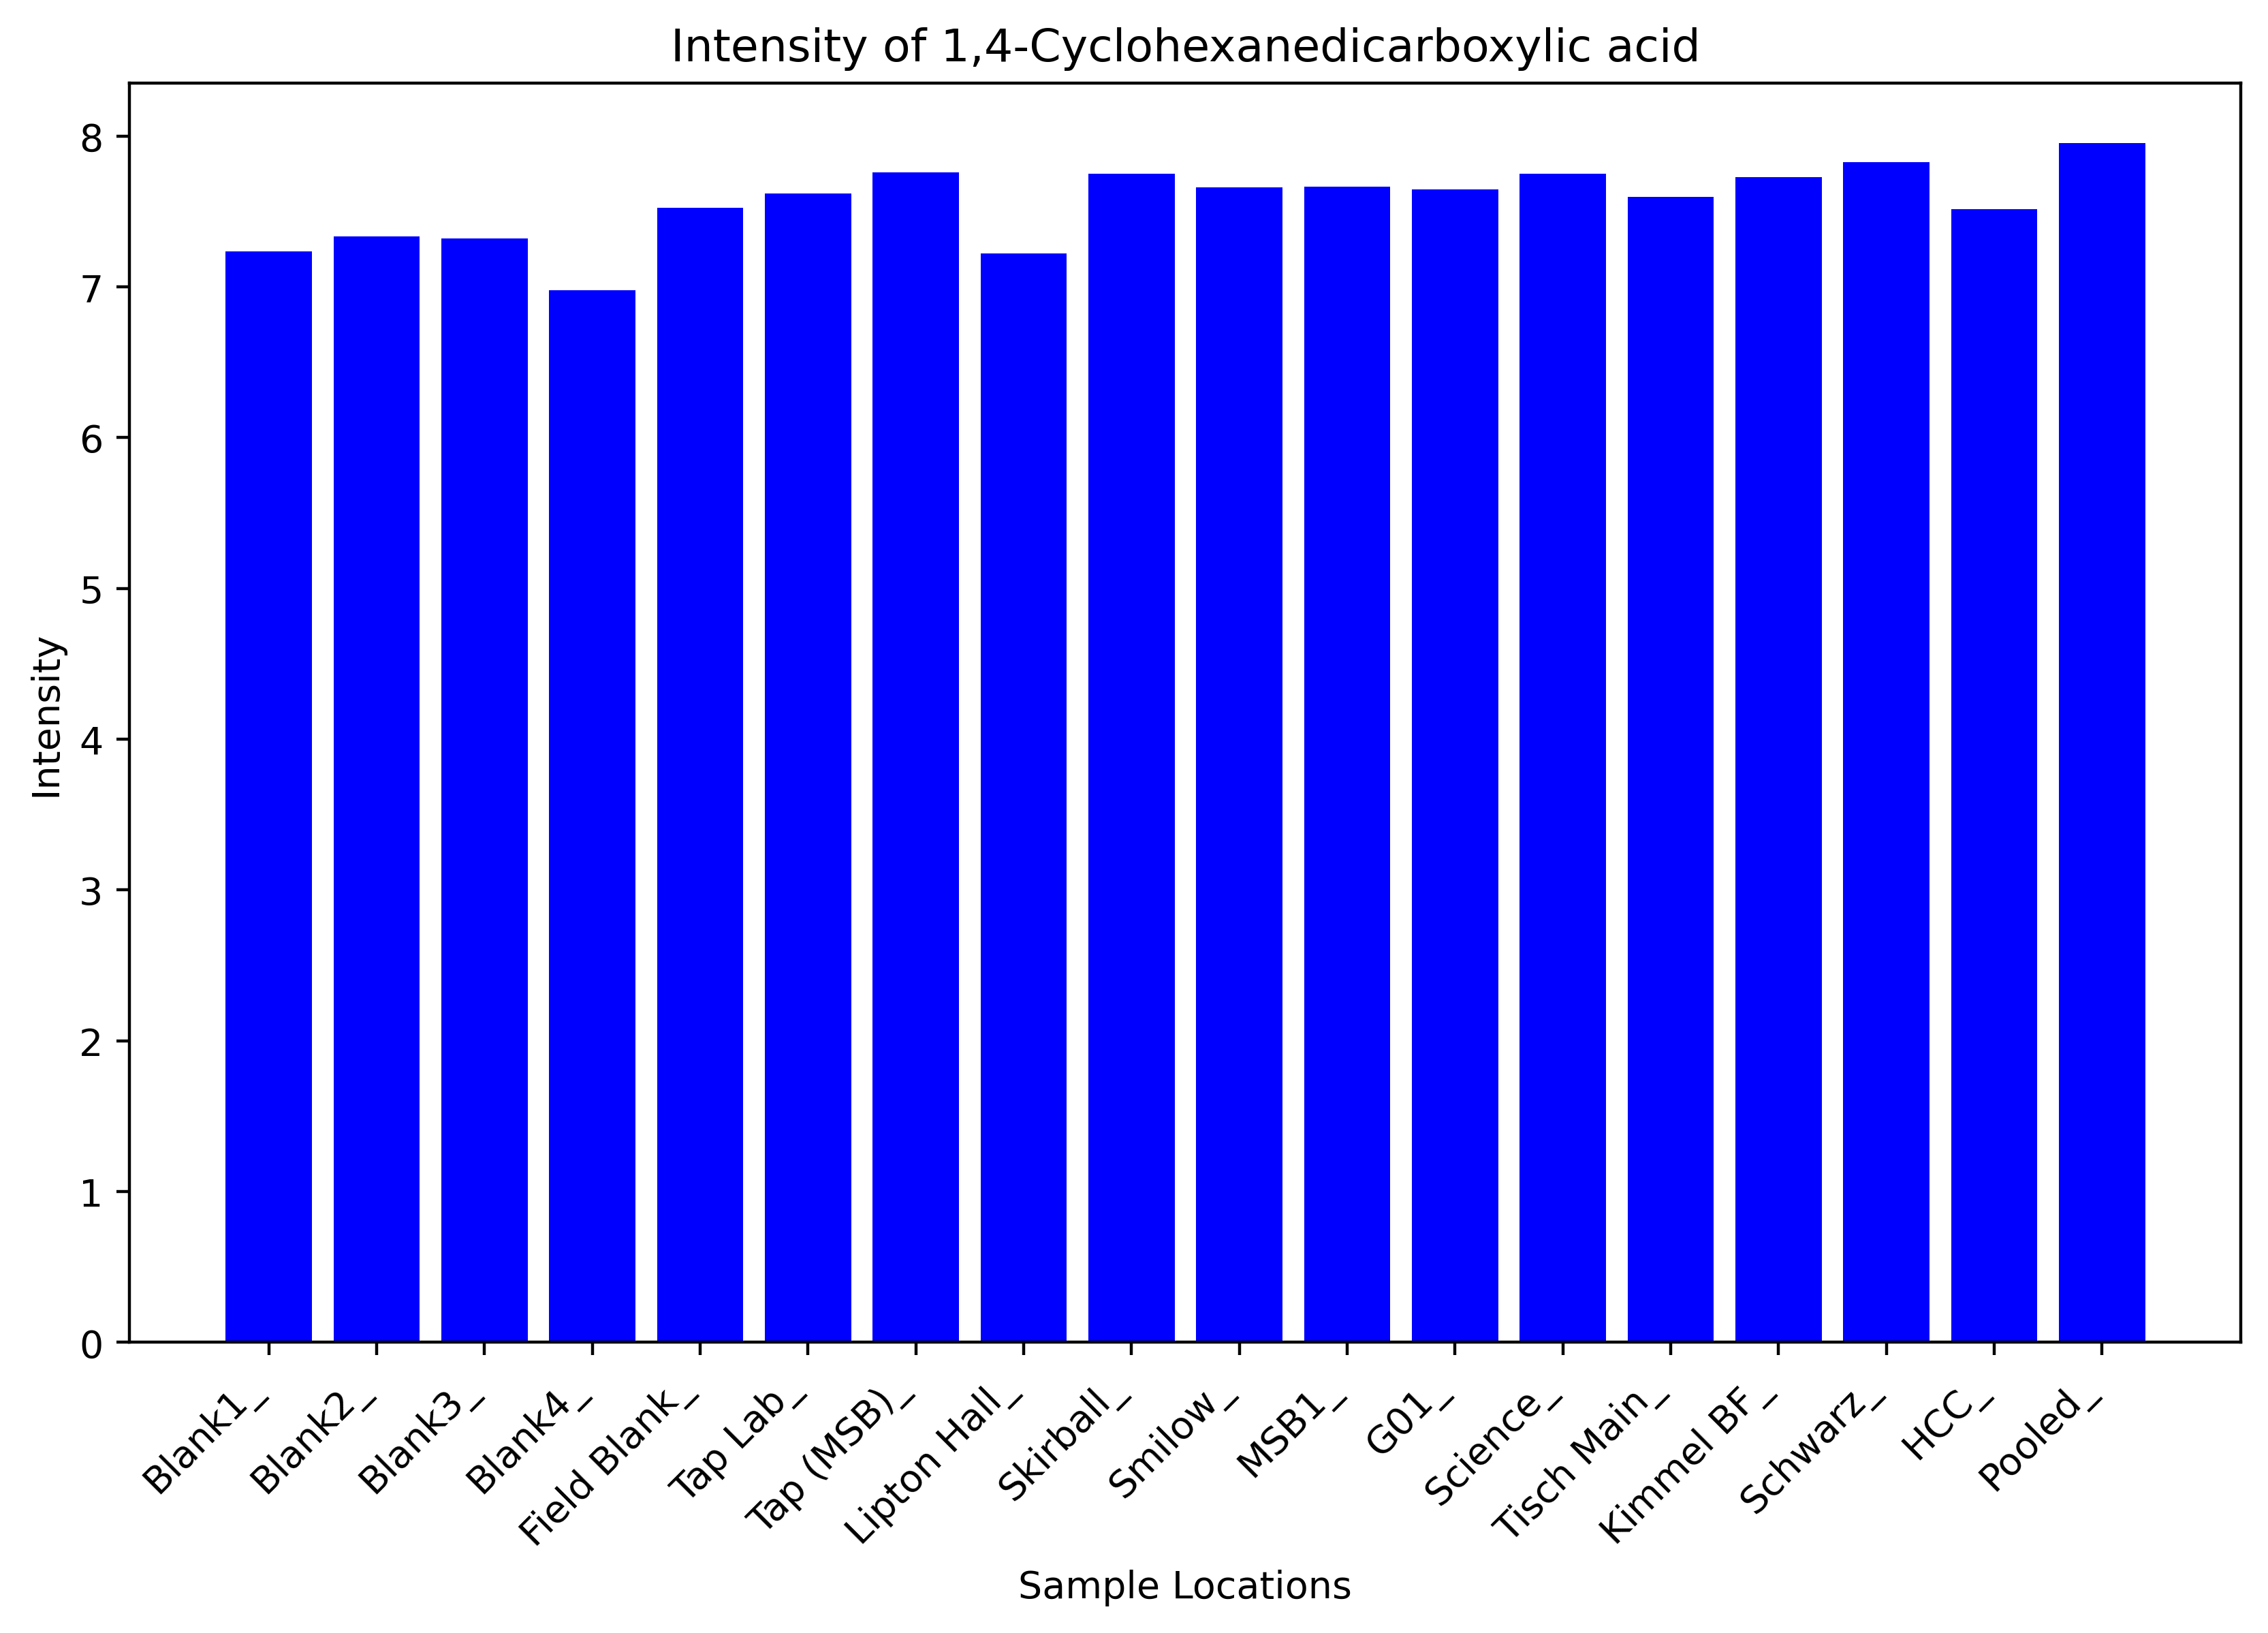 Intensity of 1,4-Cyclohexanedicarboxylic acid
8
7
6
5
4
3
2
1
0
Intensity
Blank1_
Blank2_
Blank3_
Blank4_
Field Blank_
Tap Lab_
Tap (MSB)_
Lipton Hall_
Skirball_
Smilow_
MSB1_
G01_
Science_
Tisch Main_
Kimmel BF_
Schwarz_
HCC_
Pooled_
Sample Locations